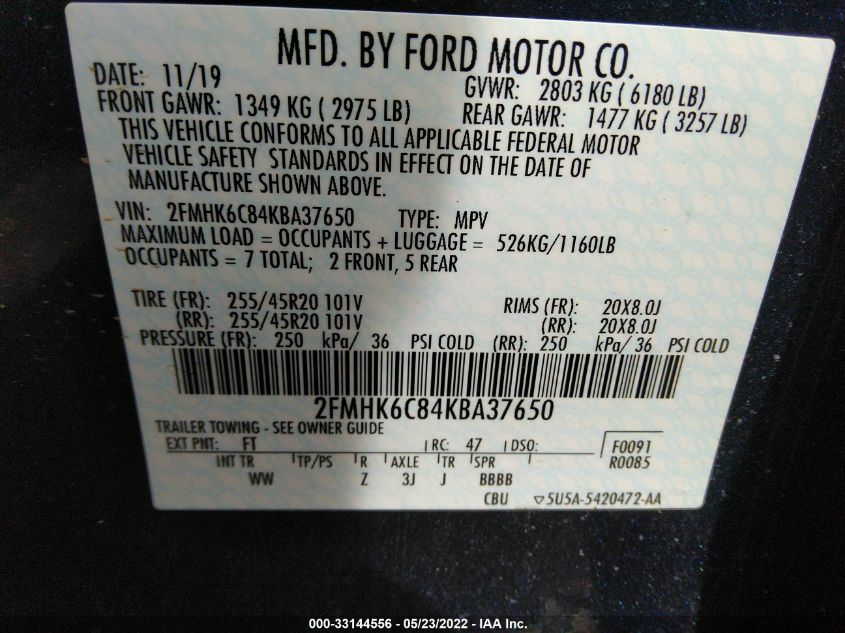 MFD. BY FORD MOTOR CO.
DATE: 11/19 GVWR: 2803 KG ( 6180 LB)
FRONT GAWR: 1349 KG ( 2975 LB) REAR GAWR: 1477 KG ( 3257 LB)
THIS VEHICLE CONFORMS TO ALL APPLICABLE FEDERAL MOTOR
VEHICLE SAFETY STANDARDS IN EFFECT ON THE DATE OF
MANUFACTURE SHOWN ABOVE.
VIN: 2FMHK6C84KBA37650 TYPE: MPV
MAXIMUM LOAD = OCCUPANTS + LUGGAGE = 526KG/1160LB
OCCUPANTS = 7 TOTAL; 2 FRONT, 5 REAR
TIRE (FR): 255/45R20 101V RIMS (FR): 20X8.0J
(RR): 255/45R20 101V (RR): 20X8.0J
PRESSURE (FR): 250 kPa/ 36 PSI COLD (RR): 250 kPa/ 36 PSI COLD
2FMHK6C84KBA37650
TRAILER TOWING - SEE OWNER GUIDE
EXT PNT: FT RC: 47 DSO: F0091
R0085
INT TR TP/PS R AXLE TR SPR
WW Z 3J J BBBB
CBU ▽5U5A-5420472-AA
000-33144556 - 05/23/2022 - IAA Inc.